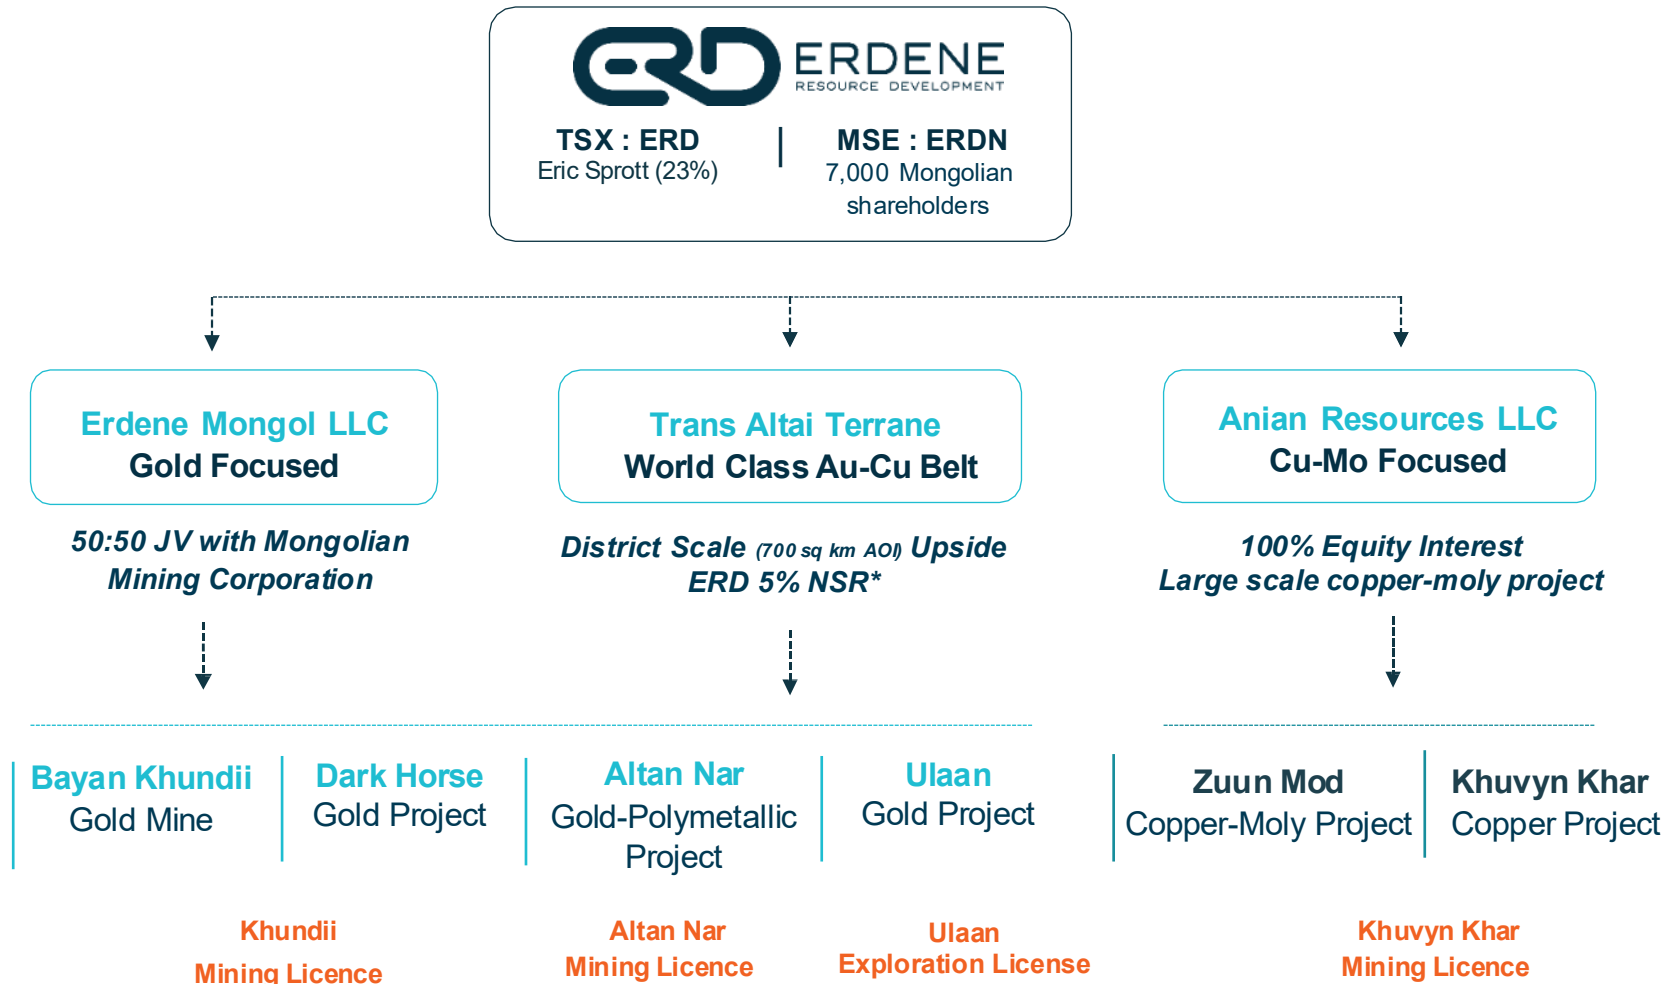 ERD ERDENE
RESOURCE DEVELOPMENT
TSX : ERD
Eric Sprott (23%)
MSE : ERDN
7,000 Mongolian
shareholders
Erdene Mongol LLC
Gold Focused
50:50 JV with Mongolian
Mining Corporation
Trans Altai Terrane
World Class Au-Cu Belt
District Scale (700 sq km AOI) Upside
ERD 5% NSR*
Anian Resources LLC
Cu-Mo Focused
100% Equity Interest
Large scale copper-moly project
Bayan Khundii
Gold Mine
Dark Horse
Gold Project
Altan Nar
Gold-Polymetallic
Project
Ulaan
Gold Project
Zuun Mod
Copper-Moly Project
Khuvyn Khar
Copper Project
Khundii
Mining Licence
Altan Nar
Mining Licence
Ulaan
Exploration License
Khuvyn Khar
Mining Licence